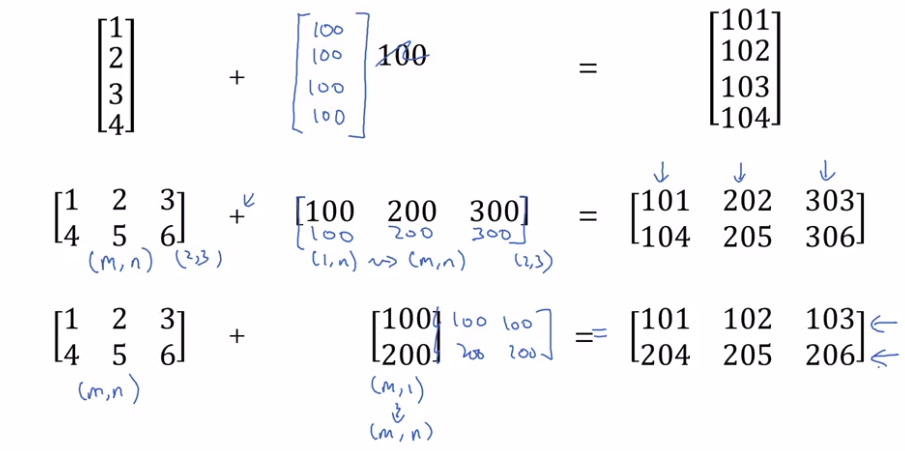 [1 2 3 4] + [100 100 100 100] 100 = [101 102 103 104]
[1 2 3] + [100 200 300] = [101 202 303]
[4 5 6] [100 200 300] [104 205 306]
(m,n) (2,3) (1,n) ⇝ (m,n) (2,3)
[1 2 3] + [100] 100 100] = = [101 102 103] ←
[4 5 6] [200] 200 200] [204 205 206] ←
(m,n) (m,1)
(m,n)